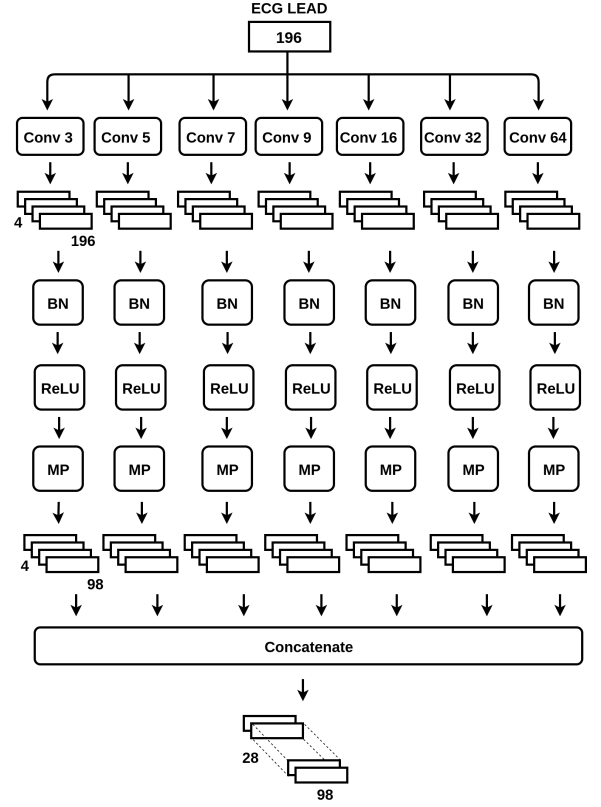 ECG LEAD
196
Conv 3 Conv 5 Conv 7 Conv 9 Conv 16 Conv 32 Conv 64
4
196
BN BN BN BN BN BN BN
ReLU ReLU ReLU ReLU ReLU ReLU ReLU
MP MP MP MP MP MP MP
4
98
Concatenate
28
98